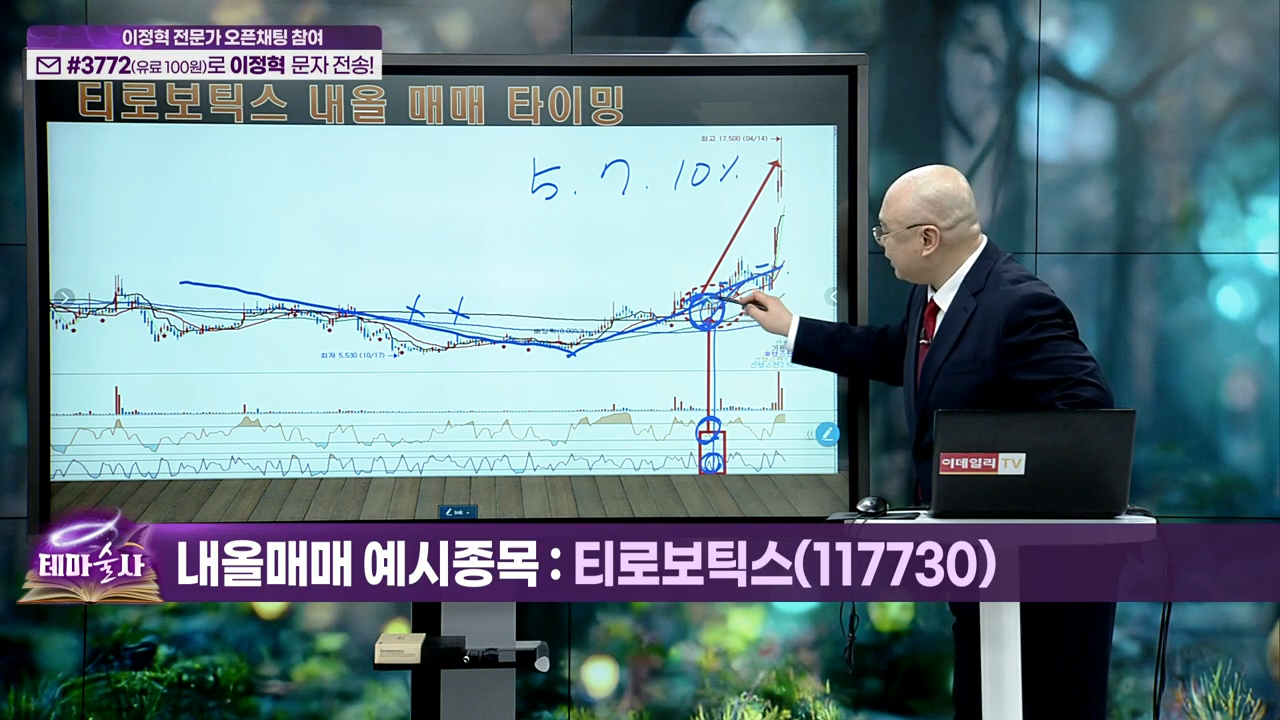 이정혁 전문가 오픈채팅 참여
#3772(유료 100원)로 이정혁 문자 전송!
티로보틱스 내올 매매 타이밍
최고 17,500 (04/14)
5. 7. 10%
최저 5,530 (10/17)
Ink
이데일리 TV
테마술사
내올매매 예시종목 : 티로보틱스(117730)